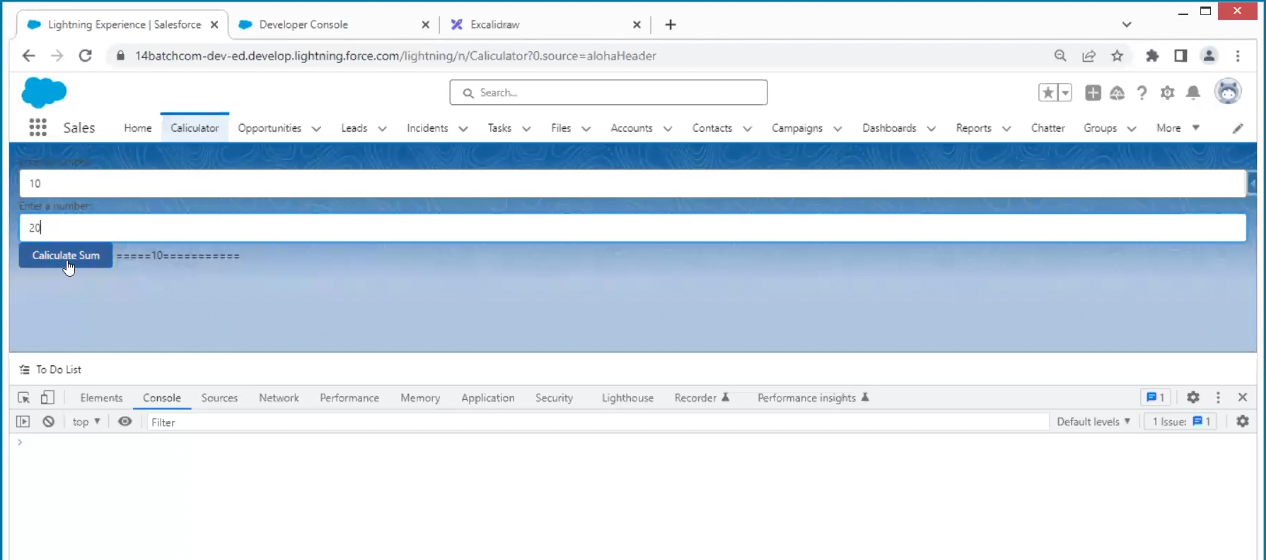 Lightning Experience | Salesforce
Developer Console
Excalidraw
14batchcom-dev-ed.develop.lightning.force.com/lightning/n/Caliculator?0.source=alohaHeader
Search...
Sales Home Caliculator Opportunities Leads Incidents Tasks Files Accounts Contacts Campaigns Dashboards Reports Chatter Groups More
10
Enter a number:
20
Caliculate Sum =====10===========
To Do List
Elements Console Sources Network Performance Memory Application Security Lighthouse Recorder Performance insights 1
top Filter Default levels 1 Issue: 1